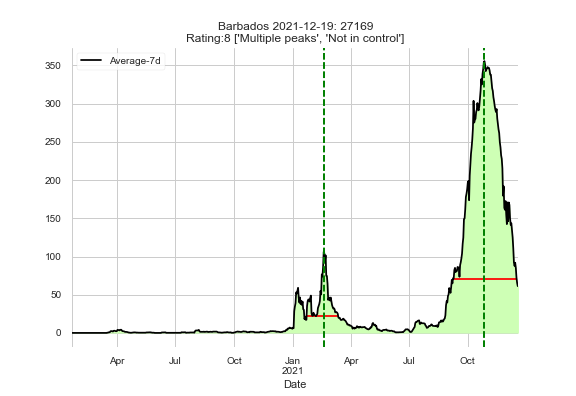 Barbados 2021-12-19: 27169
Rating:8 ['Multiple peaks', 'Not in control']
Average-7d
350
300
250
200
150
100
50
0
Apr
Jul
Oct
Jan
2021
Apr
Jul
Oct
Date